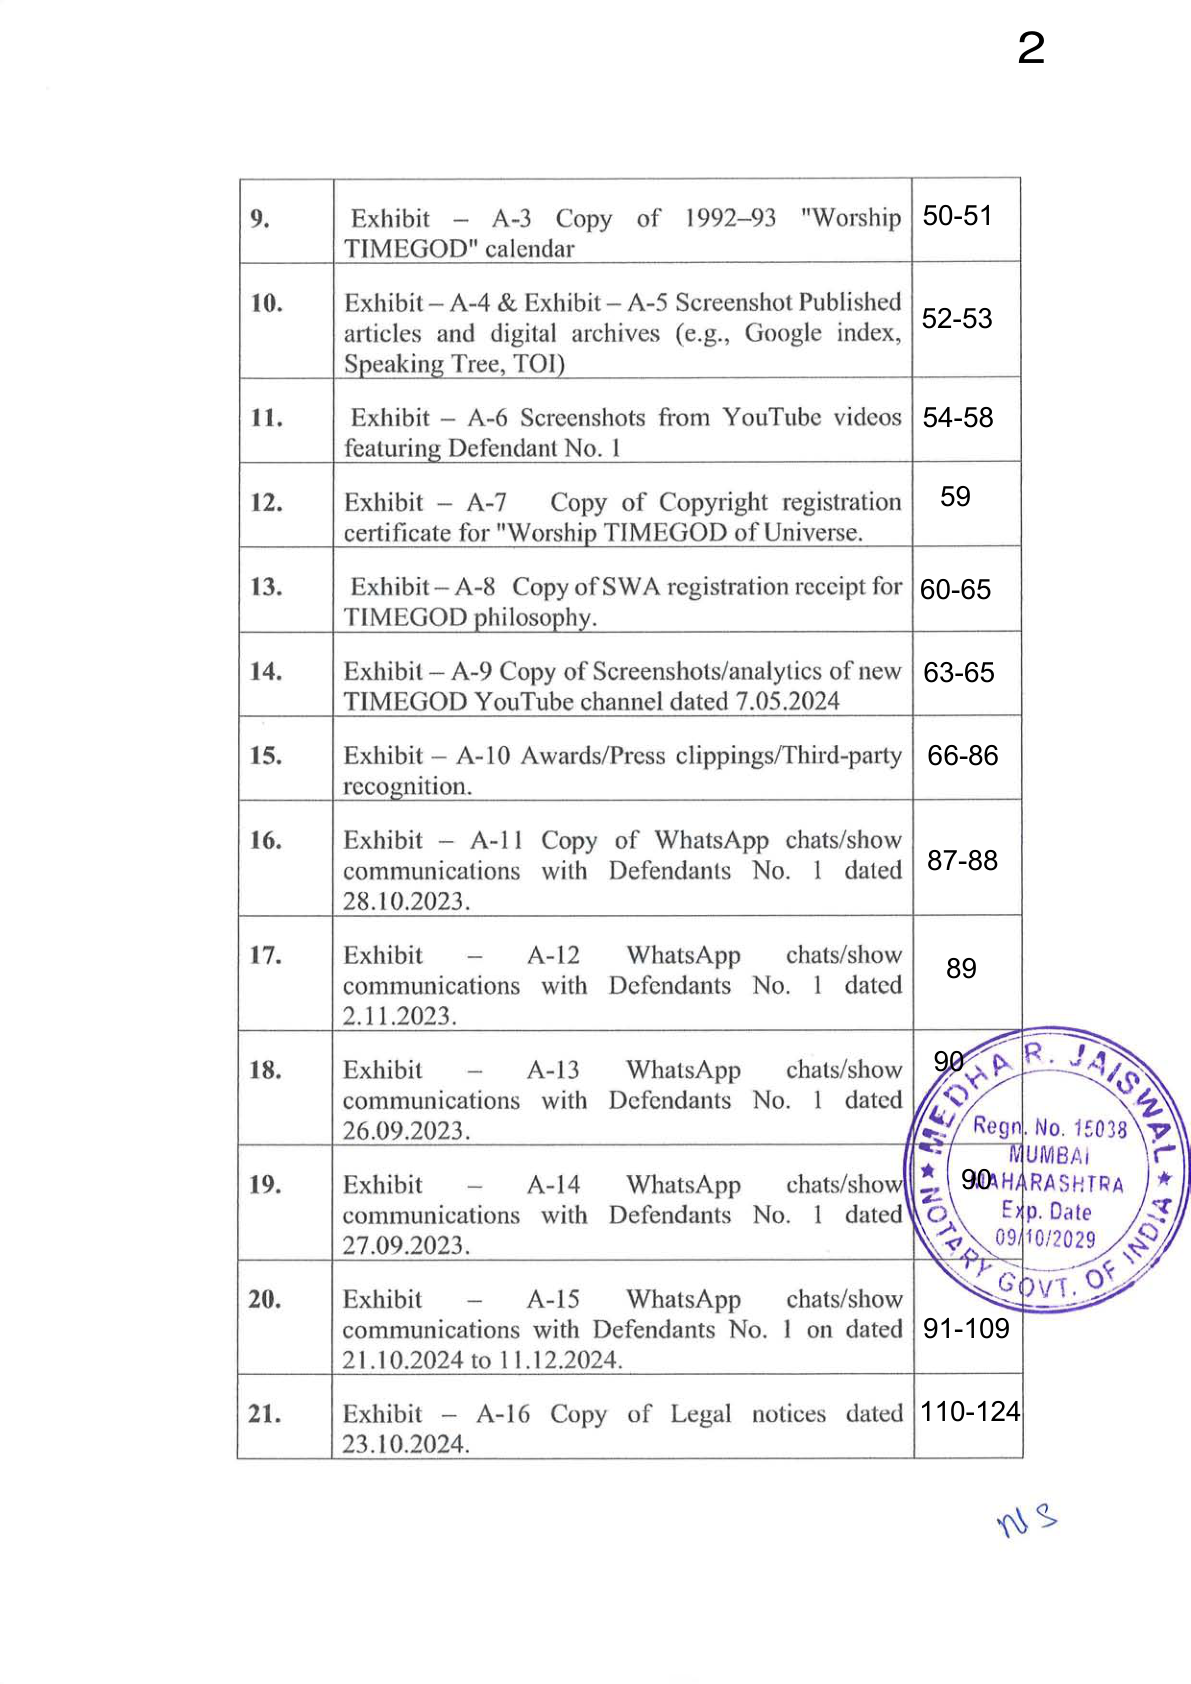 2
9. Exhibit – A-3 Copy of 1992–93 "Worship 50-51
TIMEGOD" calendar
10. Exhibit – A-4 & Exhibit – A-5 Screenshot Published
articles and digital archives (e.g., Google index, 52-53
Speaking Tree, TOI)
11. Exhibit – A-6 Screenshots from YouTube videos 54-58
featuring Defendant No. 1
12. Exhibit – A-7 Copy of Copyright registration 59
certificate for "Worship TIMEGOD of Universe.
13. Exhibit – A-8 Copy of SWA registration receipt for 60-65
TIMEGOD philosophy.
14. Exhibit – A-9 Copy of Screenshots/analytics of new 63-65
TIMEGOD YouTube channel dated 7.05.2024
15. Exhibit – A-10 Awards/Press clippings/Third-party 66-86
recognition.
16. Exhibit – A-11 Copy of WhatsApp chats/show
communications with Defendants No. 1 dated 87-88
28.10.2023.
17. Exhibit – A-12 WhatsApp chats/show
communications with Defendants No. 1 dated 89
2.11.2023.
18. Exhibit – A-13 WhatsApp chats/show 90
communications with Defendants No. 1 dated
26.09.2023.
19. Exhibit – A-14 WhatsApp chats/show 90
communications with Defendants No. 1 dated
27.09.2023.
20. Exhibit – A-15 WhatsApp chats/show
communications with Defendants No. 1 on dated 91-109
21.10.2024 to 11.12.2024.
21. Exhibit – A-16 Copy of Legal notices dated 110-124
23.10.2024.
MEDHA R. JAISWAL
Regn. No. 15038
MUMBAI
MAHARASHTRA
Exp. Date
09/10/2029
NOTARY GOVT. OF INDIA
NS